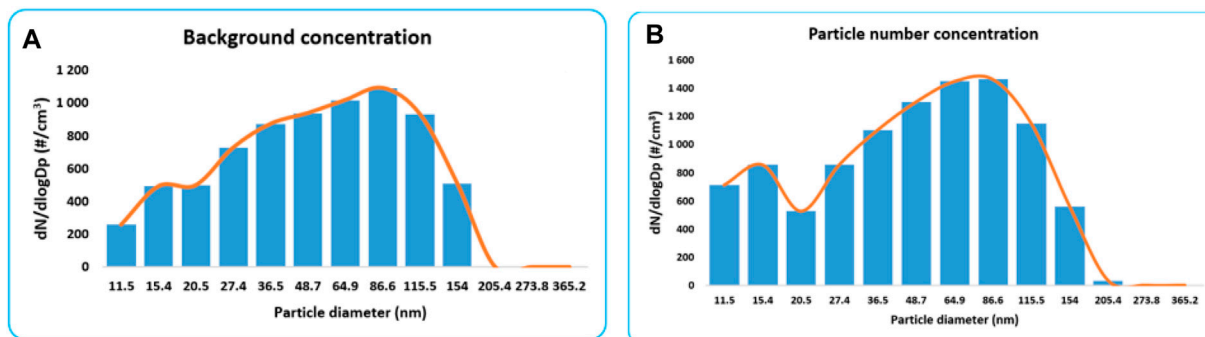 A
Background concentration
dN/dlogDp (#/cm³)
1 200
1 000
800
600
400
200
0
11.5 15.4 20.5 27.4 36.5 48.7 64.9 86.6 115.5 154 205.4 273.8 365.2
Particle diameter (nm)
B
Particle number concentration
dN/dlogDp (#/cm³)
1 600
1 400
1 200
1 000
800
600
400
200
0
11.5 15.4 20.5 27.4 36.5 48.7 64.9 86.6 115.5 154 205.4 273.8 365.2
Particle diameter (nm)